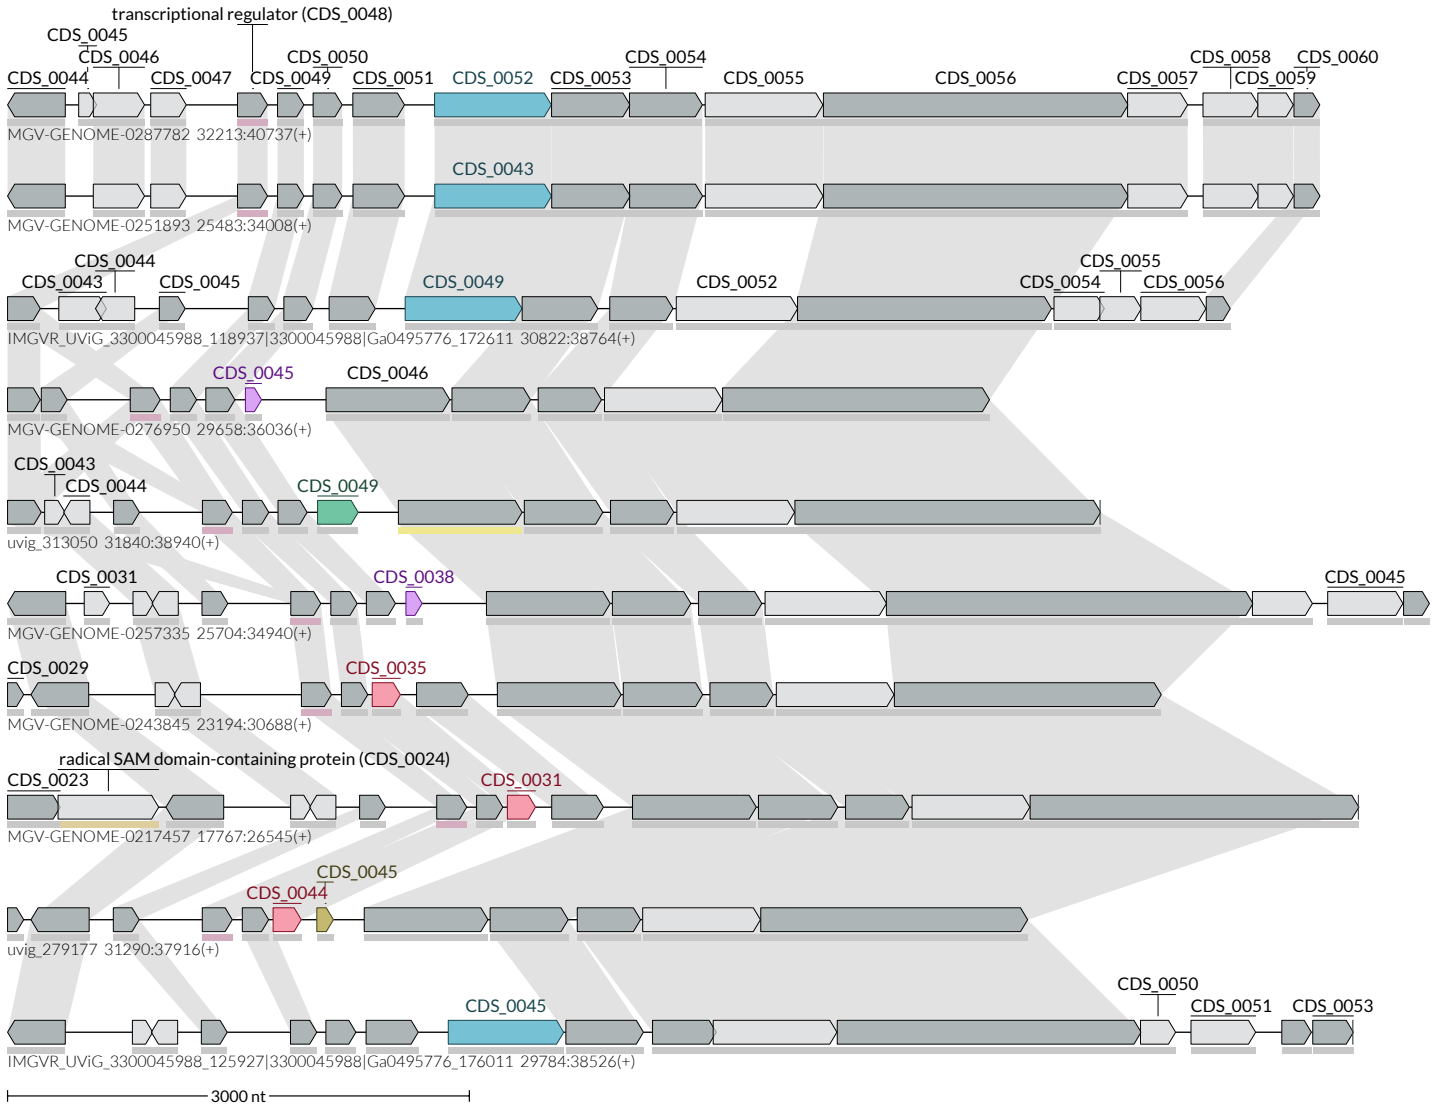 transcriptional regulator (CDS_0048)
CDS_0045
CDS_0046 CDS_0050 CDS_0054 CDS_0058 CDS_0060
CDS_0044 CDS_0047 CDS_0049 CDS_0051 CDS_0052 CDS_0053 CDS_0055 CDS_0056 CDS_0057 CDS_0059
MGV-GENOME-0287782 32213:40737(+)
CDS_0043
MGV-GENOME-0251893 25483:34008(+)
CDS_0044 CDS_0055
CDS_0043 CDS_0045 CDS_0049 CDS_0052 CDS_0054 CDS_0056
IMGVR_UViG_3300045988_118937|3300045988|Ga0495776_172611 30822:38764(+)
CDS_0045 CDS_0046
MGV-GENOME-0276950 29658:36036(+)
CDS_0043
CDS_0044 CDS_0049
uvig_313050 31840:38940(+)
CDS_0031 CDS_0038 CDS_0045
MGV-GENOME-0257335 25704:34940(+)
CDS_0029 CDS_0035
MGV-GENOME-0243845 23194:30688(+)
radical SAM domain-containing protein (CDS_0024)
CDS_0023 CDS_0031
MGV-GENOME-0217457 17767:26545(+)
CDS_0045
CDS_0044
uvig_279177 31290:37916(+)
CDS_0050
CDS_0045 CDS_0051 CDS_0053
IMGVR_UViG_3300045988_125927|3300045988|Ga0495776_176011 29784:38526(+)
3000 nt